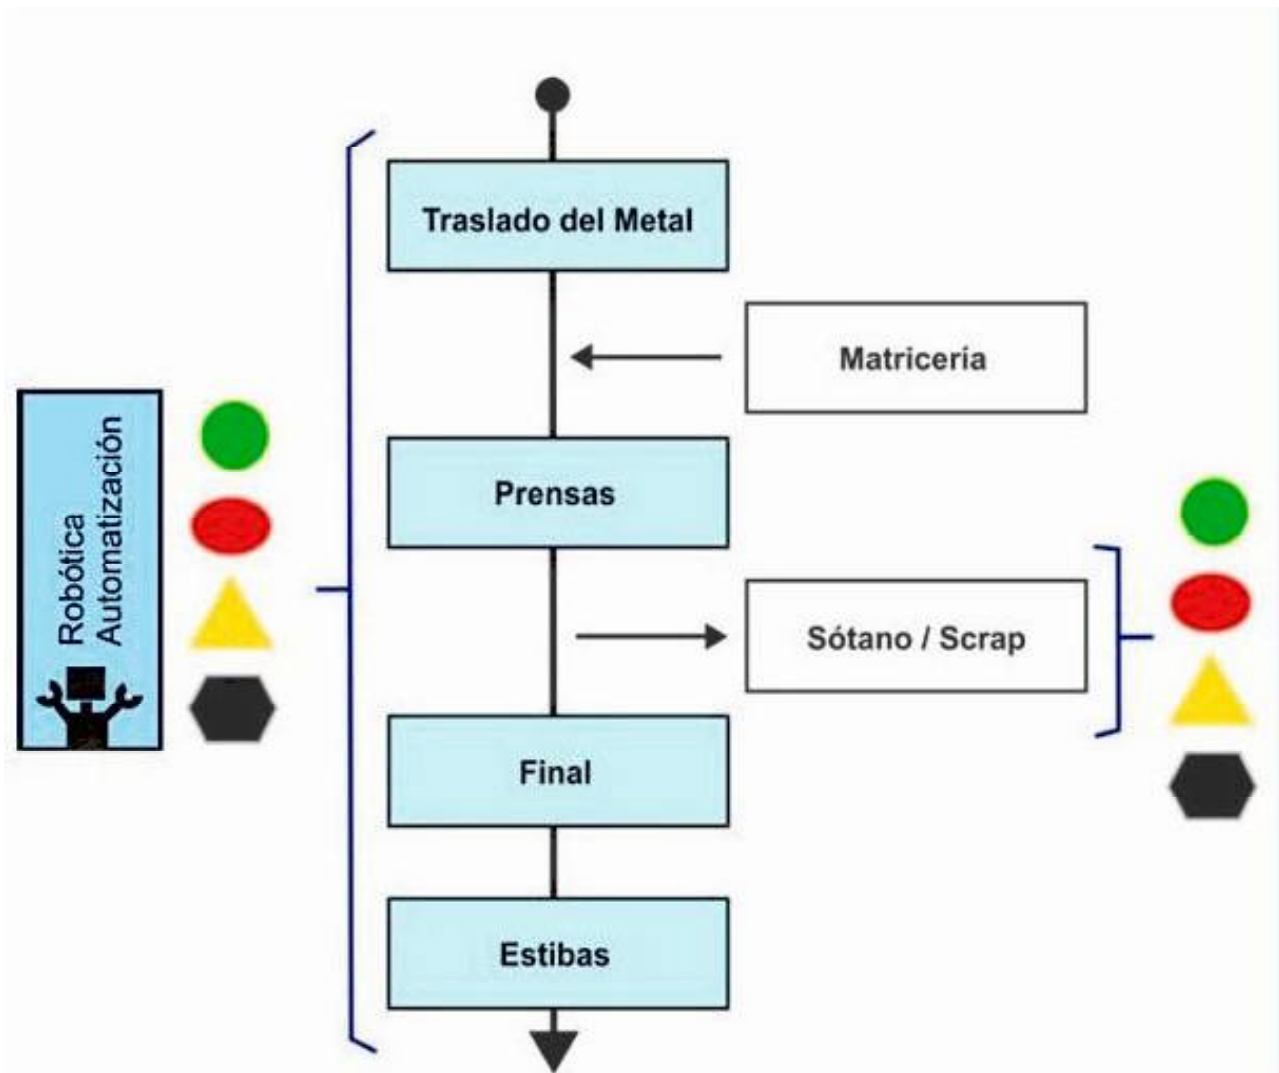 Traslado del Metal
Matricería
Robótica
Automatización
Prensas
Sótano / Scrap
Final
Estibas